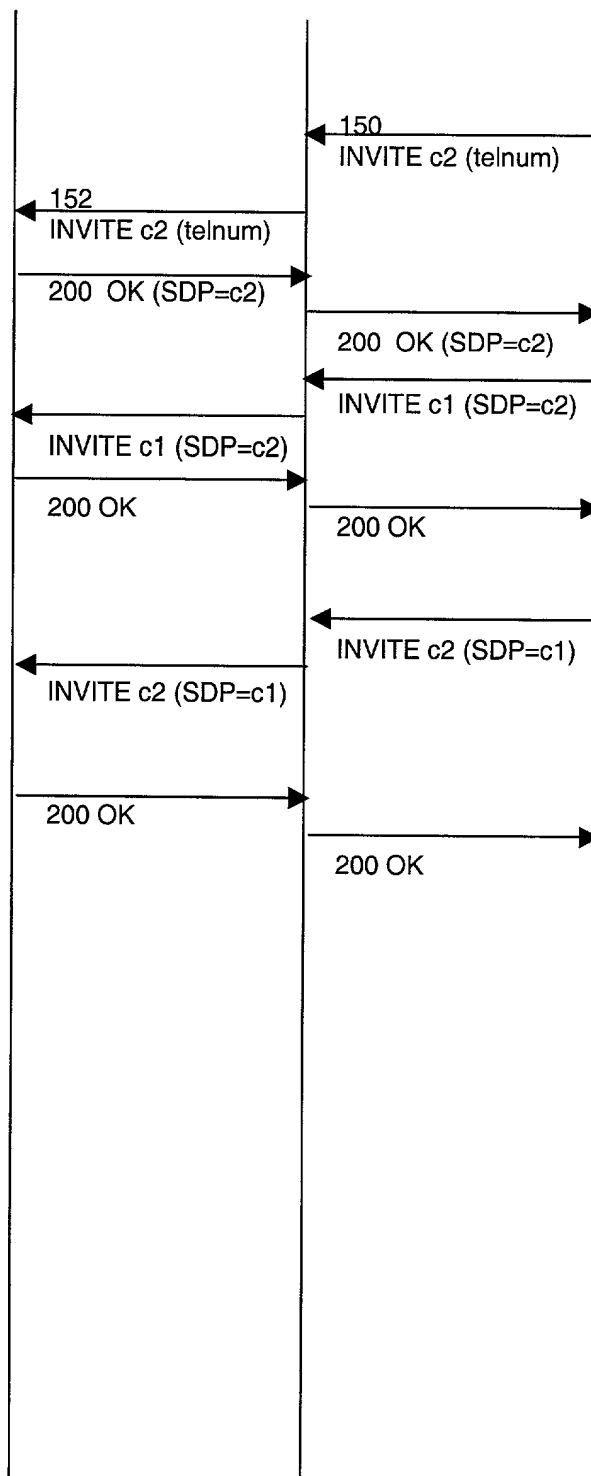 150
INVITE c2 (telnum)
152
INVITE c2 (telnum)
200 OK (SDP=c2)
200 OK (SDP=c2)
INVITE c1 (SDP=c2)
INVITE c1 (SDP=c2)
200 OK
200 OK
INVITE c2 (SDP=c1)
INVITE c2 (SDP=c1)
200 OK
200 OK